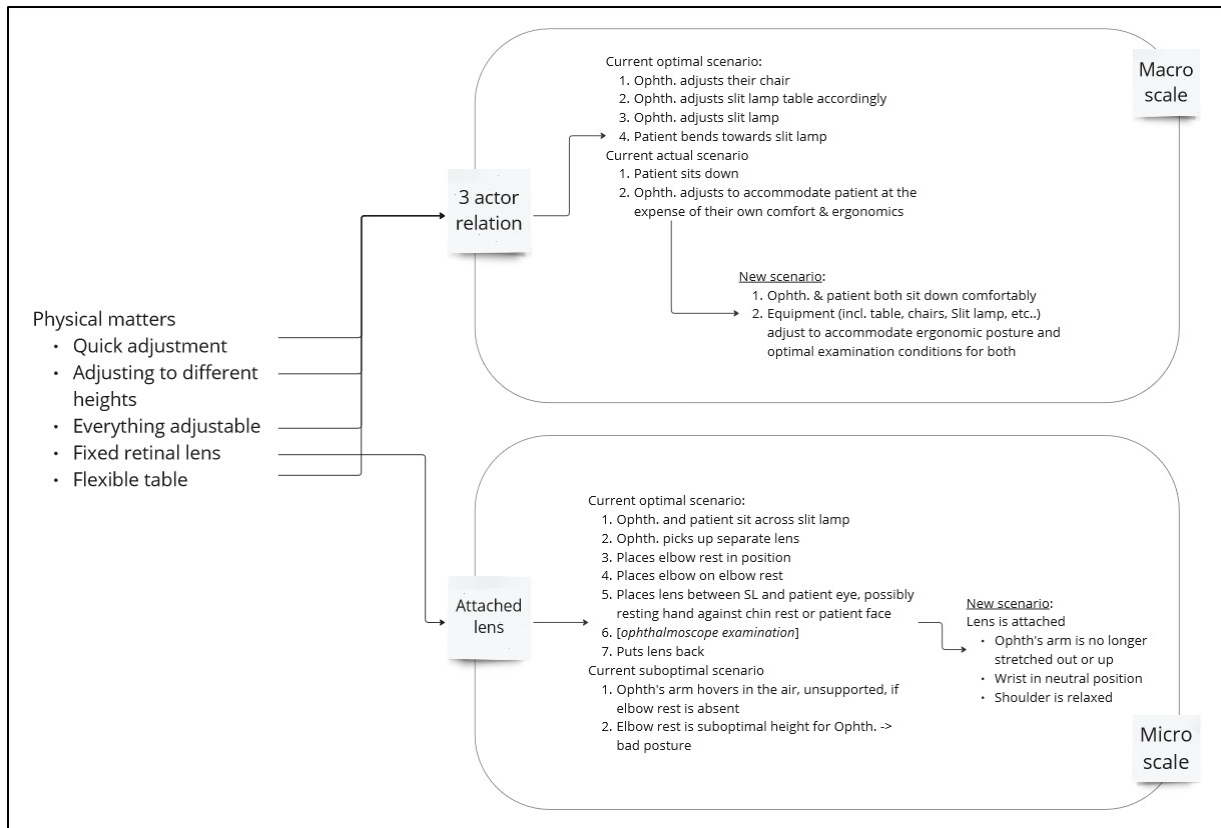 Physical matters
· Quick adjustment
· Adjusting to different
heights
· Everything adjustable
· Fixed retinal lens
· Flexible table
3 actor
relation
Macro
scale
Current optimal scenario:
1. Ophth. adjusts their chair
2. Ophth. adjusts slit lamp table accordingly
3. Ophth. adjusts slit lamp
4. Patient bends towards slit lamp
Current actual scenario
1. Patient sits down
2. Ophth. adjusts to accommodate patient at the
expense of their own comfort & ergonomics
New scenario:
1. Ophth. & patient both sit down comfortably
2. Equipment (incl. table, chairs, Slit lamp, etc..)
adjust to accommodate ergonomic posture and
optimal examination conditions for both
Attached
lens
Current optimal scenario:
1. Ophth. and patient sit across slit lamp
2. Ophth. picks up separate lens
3. Places elbow rest in position
4. Places elbow on elbow rest
5. Places lens between SL and patient eye, possibly
resting hand against chin rest or patient face
6. [ophthalmoscope examination]
7. Puts lens back
Current suboptimal scenario
1. Ophth's arm hovers in the air, unsupported, if
elbow rest is absent
2. Elbow rest is suboptimal height for Ophth. ->
bad posture
New scenario:
Lens is attached
· Ophth's arm is no longer
stretched out or up
· Wrist in neutral position
· Shoulder is relaxed
Micro
scale